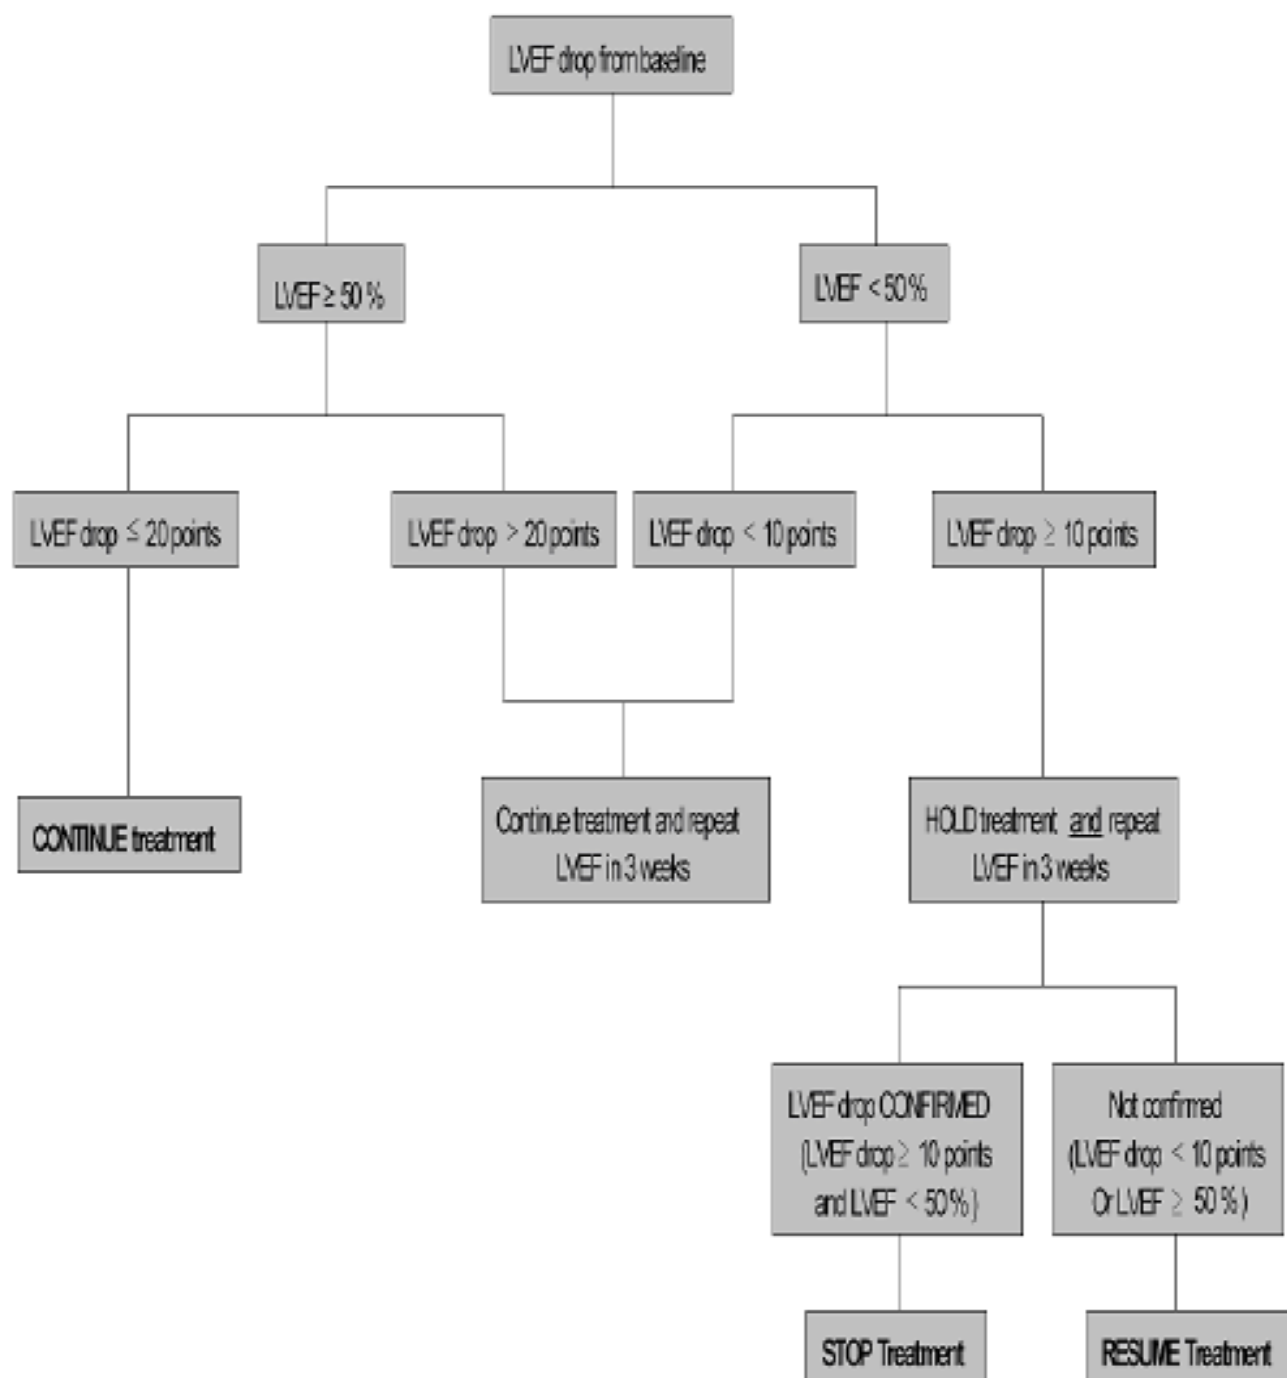 LVEF drop from baseline
LVEF ≥ 50 %
LVEF < 50 %
LVEF drop ≤ 20 points
LVEF drop > 20 points
LVEF drop < 10 points
LVEF drop ≥ 10 points
CONTINUE treatment
Continue treatment and repeat
LVEF in 3 weeks
HOLD treatment and repeat
LVEF in 3 weeks
LVEF drop CONFIRMED
(LVEF drop ≥ 10 points
and LVEF < 50 %)
Not confirmed
(LVEF drop < 10 points
Or LVEF ≥ 50 %)
STOP Treatment
RESUME Treatment